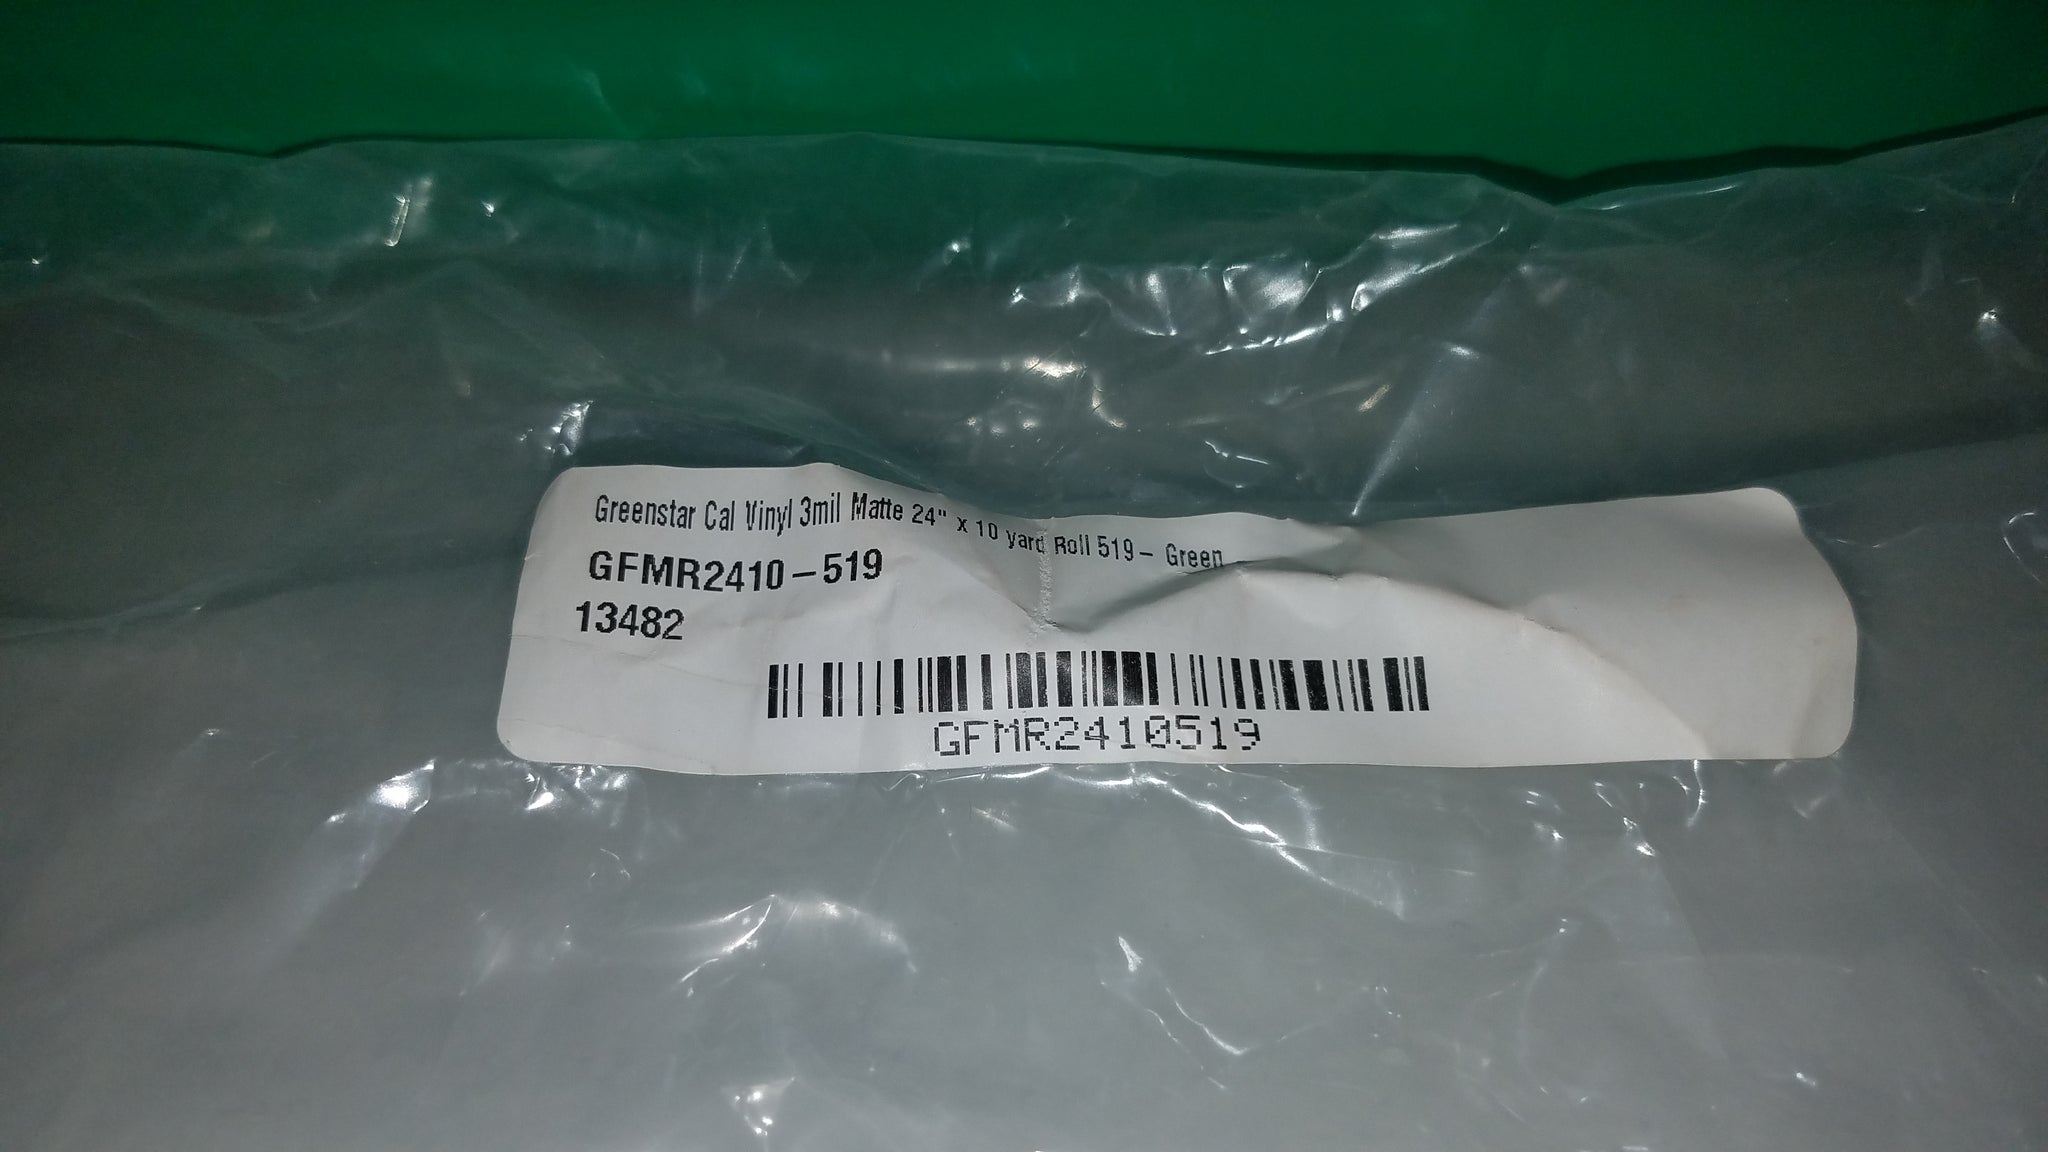 Greenstar Cal Vinyl 3mil Matte 24" x 10 yard Roll 519- Green
GFMR2410-519
13482
GFMR2410519